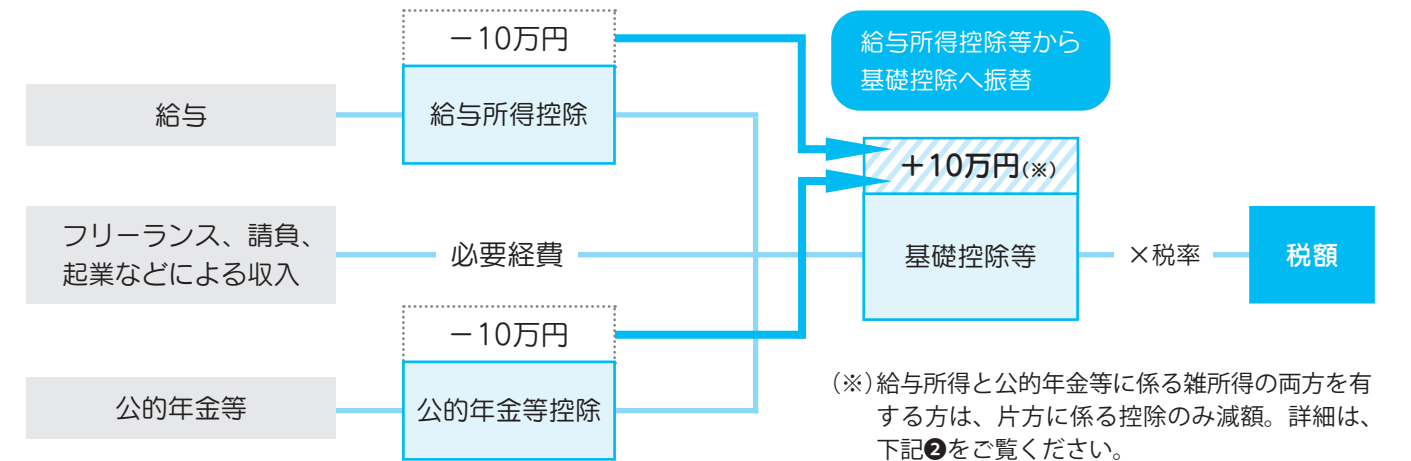 －10万円
給与所得控除等から
基礎控除へ振替
給与
給与所得控除
＋10万円(※)
フリーランス、請負、
起業などによる収入
必要経費
基礎控除等
×税率
税額
－10万円
公的年金等
公的年金等控除
(※)給与所得と公的年金等に係る雑所得の両方を有
する方は、片方に係る控除のみ減額。詳細は、
下記❷をご覧ください。